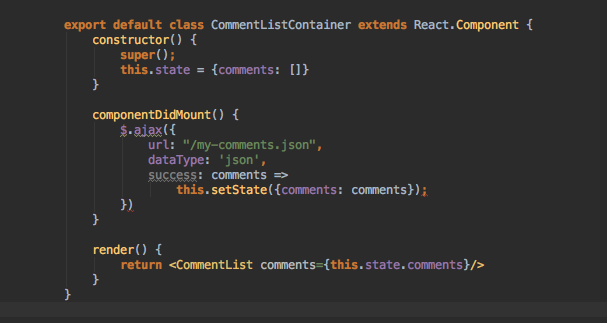 export default class CommentListContainer extends React.Component {
constructor() {
super();
this.state = {comments: []}
}
componentDidMount() {
$.ajax({
url: "/my-comments.json",
dataType: 'json',
success: comments =>
this.setState({comments: comments});
})
}
render() {
return <CommentList comments={this.state.comments}/>
}
}